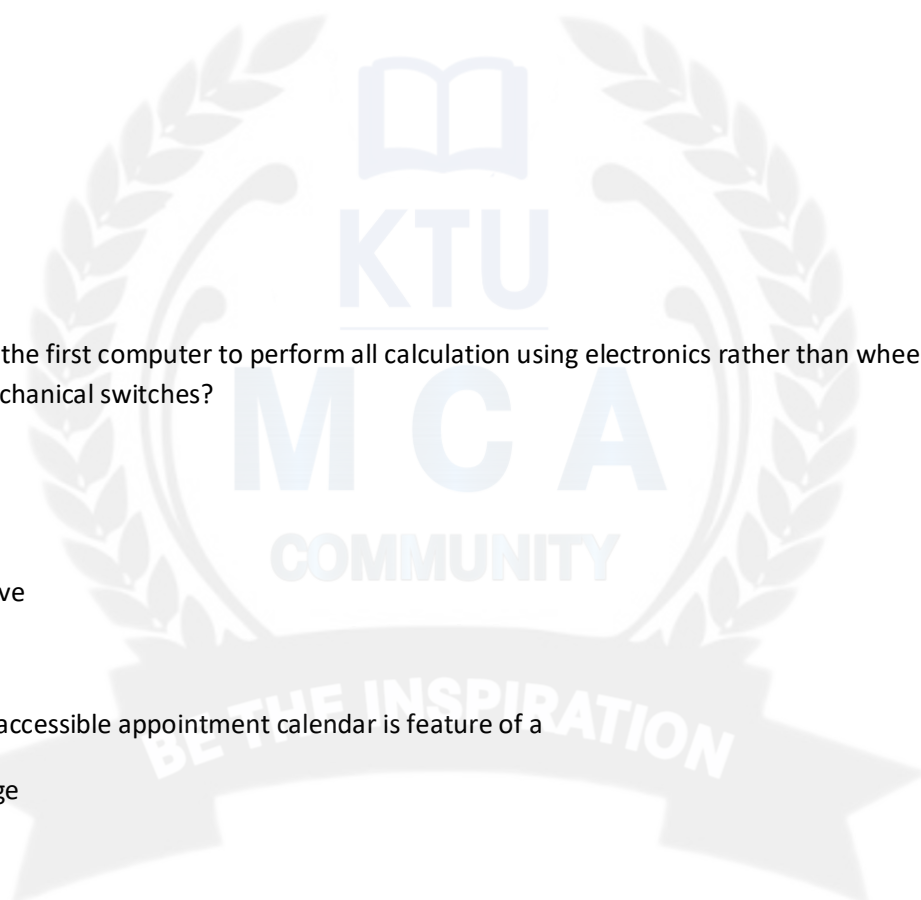 KTU
the first computer to perform all calculation using electronics rather than whee
chanical switches?
MCA
COMMUNITY
ve
accessible appointment calendar is feature of a
BE THE INSPIRATION
ge